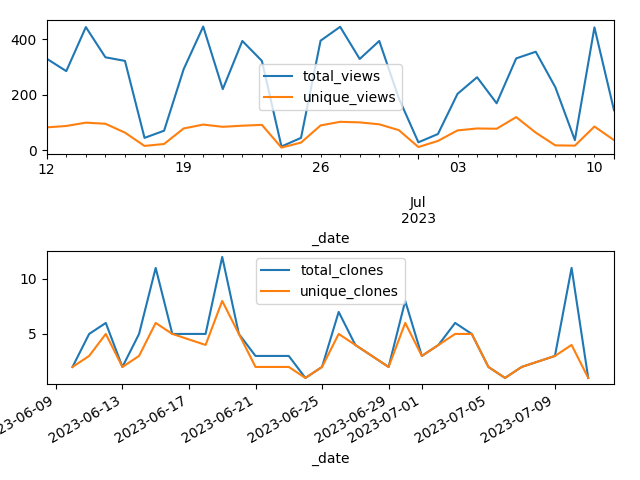 400
200
0
total_views
unique_views
12
19
26
03
10
Jul
2023
_date
10
5
total_clones
unique_clones
23-06-09
2023-06-13
2023-06-17
2023-06-21
2023-06-25
2023-06-29
2023-07-01
2023-07-05
2023-07-09
_date